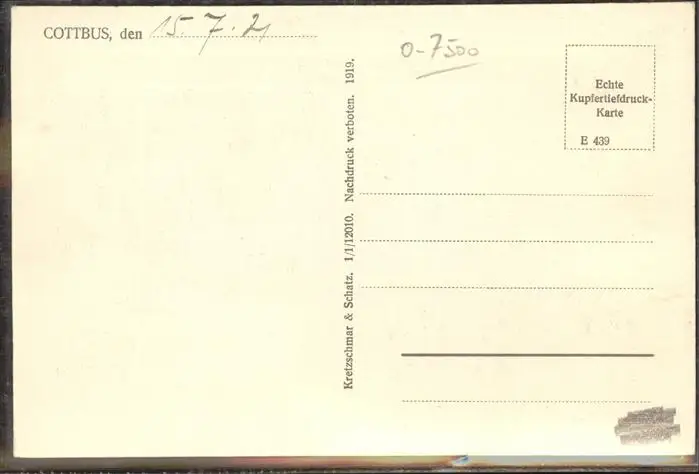 COTTBUS, den 15. 7. 21
0-7500
Echte
Kupfertiefdruck-
Karte
E 439
Kretzschmar & Schatz. 1/1/12010. Nachdruck verboten. 1919.